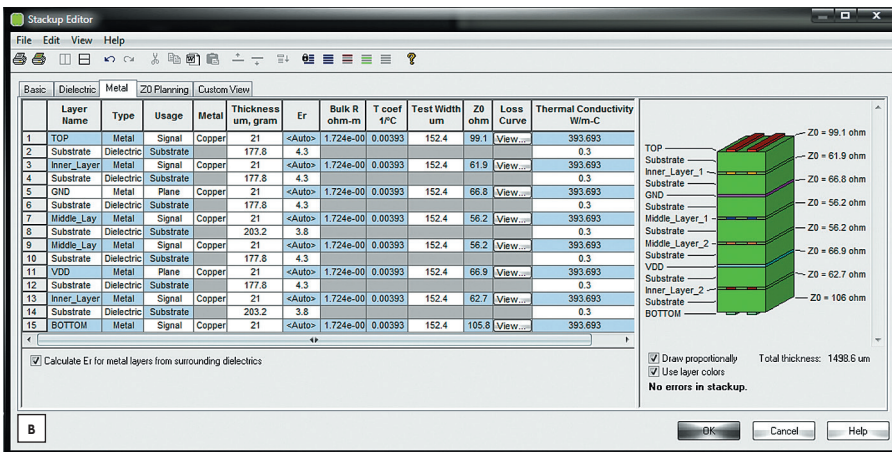 Stackup Editor
File Edit View Help
Basic Dielectric Metal Z0 Planning Custom View
Layer Name Type Usage Metal Thickness um, gram Er Bulk R ohm-m T coef 1/ºC Test Width um Z0 ohm Loss Curve Thermal Conductivity W/m-C
1 TOP Metal Signal Copper 21 <Auto> 1.724e-00 0.00393 152.4 99.1 View... 393.693
2 Substrate Dielectric Substrate 177.8 4.3 0.3
3 Inner_Layer Metal Signal Copper 21 <Auto> 1.724e-00 0.00393 152.4 61.9 View... 393.693
4 Substrate Dielectric Substrate 177.8 4.3 0.3
5 GND Metal Plane Copper 21 <Auto> 1.724e-00 0.00393 152.4 66.8 View... 393.693
6 Substrate Dielectric Substrate 177.8 4.3 0.3
7 Middle_Lay Metal Signal Copper 21 <Auto> 1.724e-00 0.00393 152.4 56.2 View... 393.693
8 Substrate Dielectric Substrate 203.2 3.8 0.3
9 Middle_Lay Metal Signal Copper 21 <Auto> 1.724e-00 0.00393 152.4 56.2 View... 393.693
10 Substrate Dielectric Substrate 177.8 4.3 0.3
11 VDD Metal Plane Copper 21 <Auto> 1.724e-00 0.00393 152.4 66.9 View... 393.693
12 Substrate Dielectric Substrate 177.8 4.3 0.3
13 Inner_Layer Metal Signal Copper 21 <Auto> 1.724e-00 0.00393 152.4 62.7 View... 393.693
14 Substrate Dielectric Substrate 203.2 3.8 0.3
15 BOTTOM Metal Signal Copper 21 <Auto> 1.724e-00 0.00393 152.4 105.8 View... 393.693
Calculate Er for metal layers from surrounding dielectrics
TOP
Substrate
Inner_Layer_1
Substrate
GND
Substrate
Middle_Layer_1
Substrate
Middle_Layer_2
Substrate
VDD
Substrate
Inner_Layer_2
Substrate
BOTTOM
Z0 = 99.1 ohm
Z0 = 61.9 ohm
Z0 = 66.8 ohm
Z0 = 56.2 ohm
Z0 = 56.2 ohm
Z0 = 66.9 ohm
Z0 = 62.7 ohm
Z0 = 106 ohm
Draw proportionally Total thickness: 1498.6 um
Use layer colors
No errors in stackup.
B
OK Cancel Help